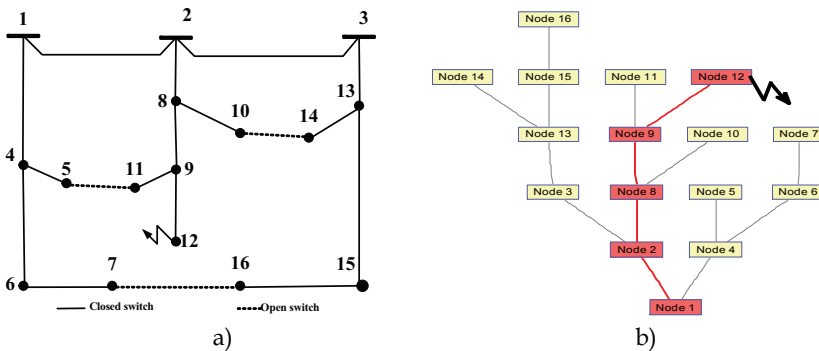 1
2
3
8
10
14
13
4
5
11
9
12
6
7
16
15
Closed switch
Open switch
a)
Node 16
Node 14
Node 15
Node 11
Node 12
Node 13
Node 9
Node 7
Node 10
Node 3
Node 8
Node 5
Node 6
Node 2
Node 4
Node 1
b)